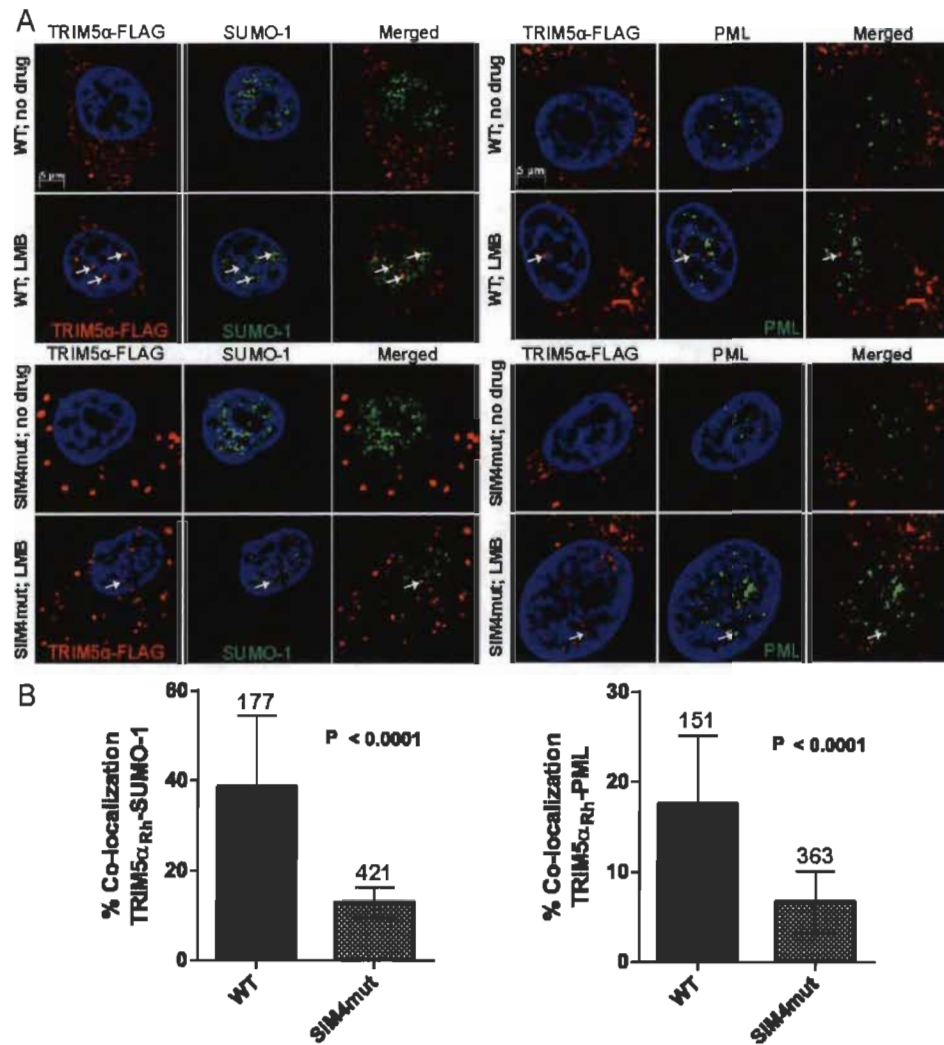 A
TRIM5α-FLAG SUMO-1 Merged TRIM5α-FLAG PML Merged
WT; no drug
5 μm
WT; no drug
5 μm
WT; LMB
TRIM5α-FLAG SUMO-1
WT; LMB
PML
TRIM5α-FLAG SUMO-1 Merged TRIM5α-FLAG PML Merged
SIM4mut; no drug
SIM4mut; no drug
SIM4mut; LMB
TRIM5α-FLAG SUMO-1
SIM4mut; LMB
PML
B
% Co-localization
TRIM5αRh-SUMO-1
60
40
20
0
177
421
P < 0.0001
WT
SIM4mut
% Co-localization
TRIM5αRh-PML
30
20
10
0
151
363
P < 0.0001
WT
SIM4mut